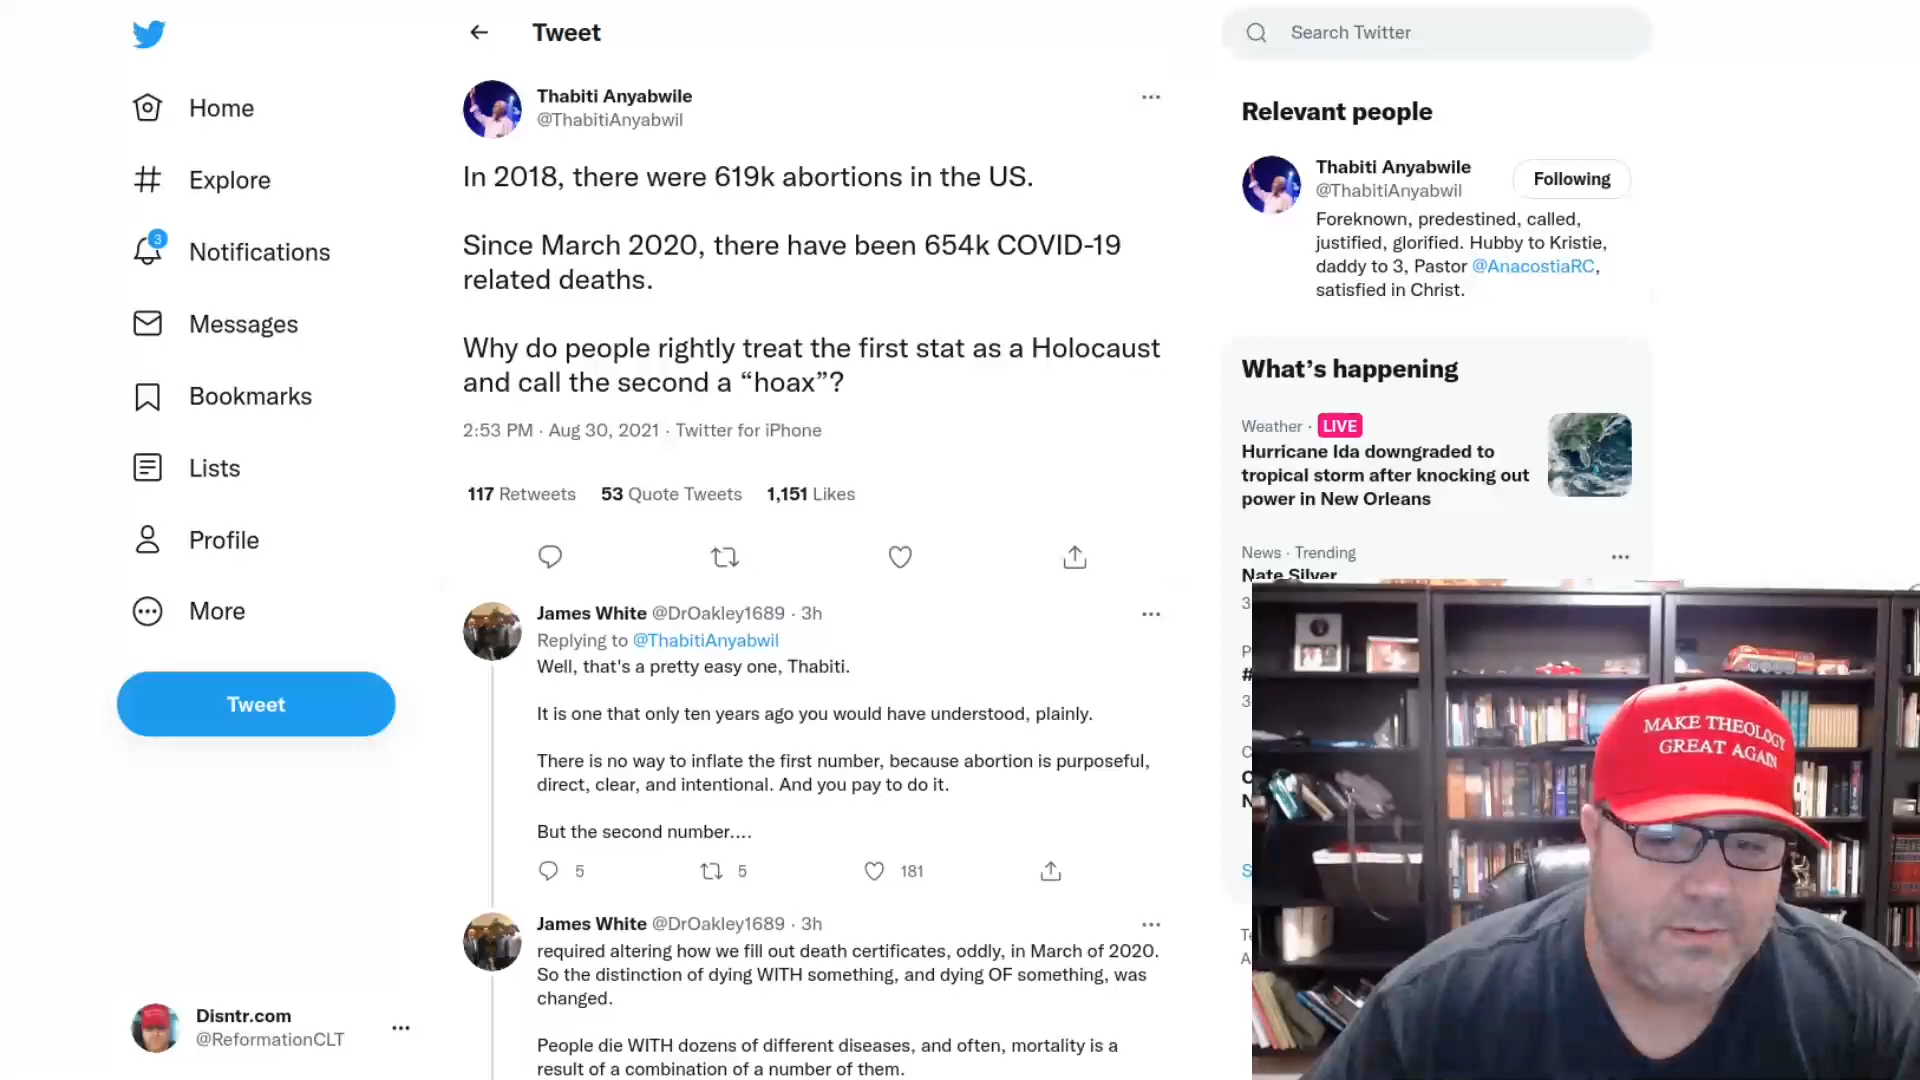 Home
Explore
3
Notifications
Messages
Bookmarks
Lists
Profile
More
Tweet
Disntr.com
@ReformationCLT
Tweet
Thabiti Anyabwile
@ThabitiAnyabwil
In 2018, there were 619k abortions in the US.
Since March 2020, there have been 654k COVID-19
related deaths.
Why do people rightly treat the first stat as a Holocaust
and call the second a “hoax”?
2:53 PM · Aug 30, 2021 · Twitter for iPhone
117 Retweets 53 Quote Tweets 1,151 Likes
James White @DrOakley1689 · 3h
Replying to @ThabitiAnyabwil
Well, that's a pretty easy one, Thabiti.
It is one that only ten years ago you would have understood, plainly.
There is no way to inflate the first number, because abortion is purposeful,
direct, clear, and intentional. And you pay to do it.
But the second number....
5 5 181
James White @DrOakley1689 · 3h
required altering how we fill out death certificates, oddly, in March of 2020.
So the distinction of dying WITH something, and dying OF something, was
changed.
People die WITH dozens of different diseases, and often, mortality is a
result of a combination of a number of them.
Search Twitter
Relevant people
Thabiti Anyabwile
@ThabitiAnyabwil
Following
Foreknown, predestined, called,
justified, glorified. Hubby to Kristie,
daddy to 3, Pastor @AnacostiaRC,
satisfied in Christ.
What’s happening
Weather · LIVE
Hurricane Ida downgraded to
tropical storm after knocking out
power in New Orleans
News · Trending
Nate Silver
MAKE THEOLOGY
GREAT AGAIN